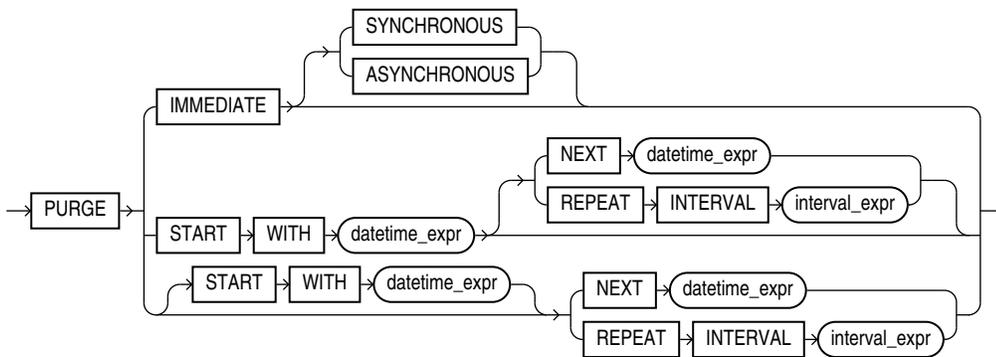 SYNCHRONOUS
ASYNCHRONOUS
IMMEDIATE
NEXT datetime_expr
REPEAT INTERVAL interval_expr
PURGE
START WITH datetime_expr
START WITH datetime_expr
NEXT datetime_expr
REPEAT INTERVAL interval_expr